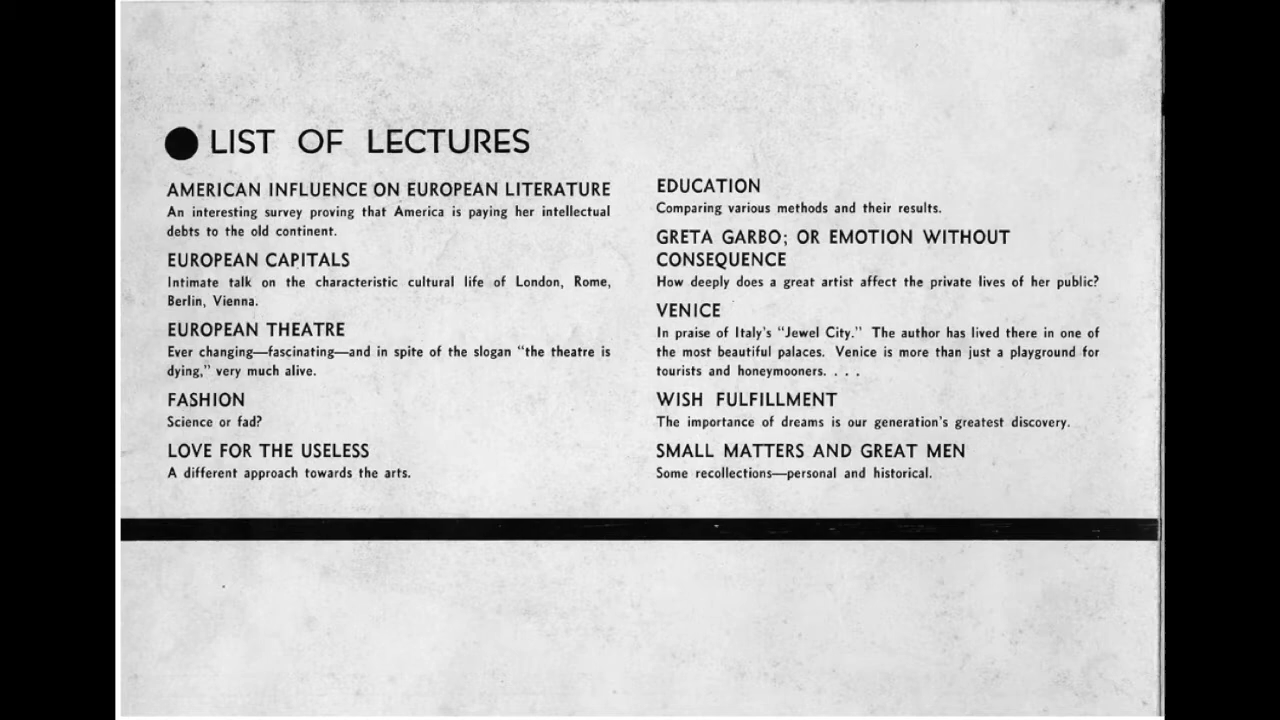 LIST OF LECTURES
AMERICAN INFLUENCE ON EUROPEAN LITERATURE
An interesting survey proving that America is paying her intellectual
debts to the old continent.
EUROPEAN CAPITALS
Intimate talk on the characteristic cultural life of London, Rome,
Berlin, Vienna.
EUROPEAN THEATRE
Ever changing—fascinating—and in spite of the slogan “the theatre is
dying,” very much alive.
FASHION
Science or fad?
LOVE FOR THE USELESS
A different approach towards the arts.
EDUCATION
Comparing various methods and their results.
GRETA GARBO; OR EMOTION WITHOUT
CONSEQUENCE
How deeply does a great artist affect the private lives of her public?
VENICE
In praise of Italy’s “Jewel City.” The author has lived there in one of
the most beautiful palaces. Venice is more than just a playground for
tourists and honeymooners. . . .
WISH FULFILLMENT
The importance of dreams is our generation’s greatest discovery.
SMALL MATTERS AND GREAT MEN
Some recollections—personal and historical.